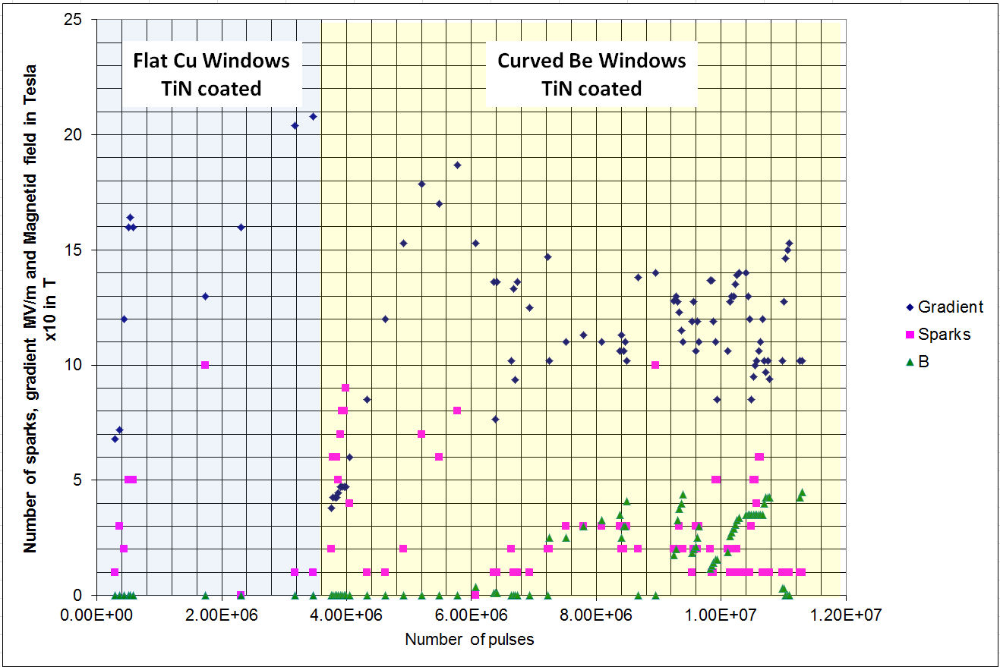 Number of sparks, gradient MV/m and Magnetid field in Tesla
x10 in T
25
20
15
10
5
0
Flat Cu Windows
TiN coated
Curved Be Windows
TiN coated
Gradient
Sparks
B
0.00E+00
2.00E+06
4.00E+06
6.00E+06
8.00E+06
1.00E+07
1.20E+07
Number of pulses